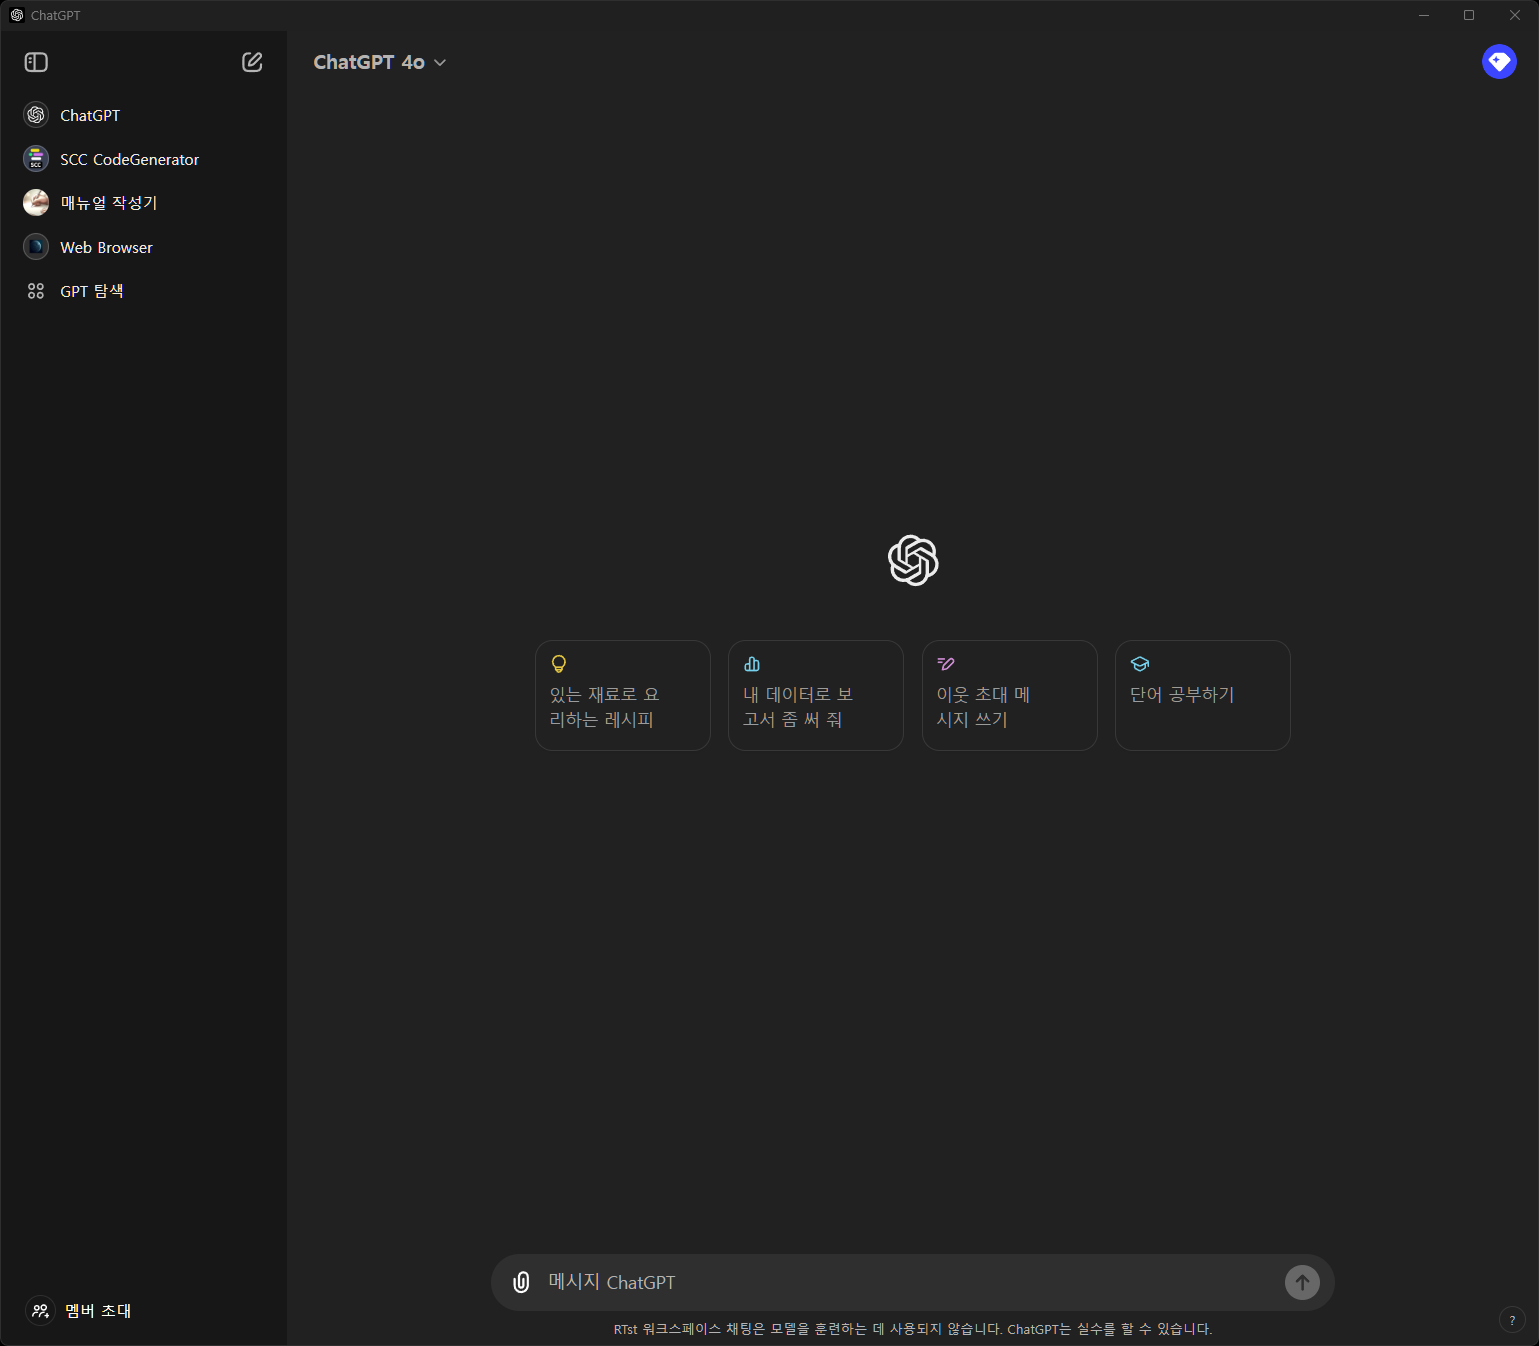 ChatGPT
ChatGPT 4o
ChatGPT
SCC CodeGenerator
SCC
매뉴얼 작성기
Web Browser
GPT 탐색
있는 재료로 요
리하는 레시피
내 데이터로 보
고서 좀 써 줘
이웃 초대 메
시지 쓰기
단어 공부하기
메시지 ChatGPT
멤버 초대
RTst 워크스페이스 채팅은 모델을 훈련하는 데 사용되지 않습니다. ChatGPT는 실수를 할 수 있습니다.
?